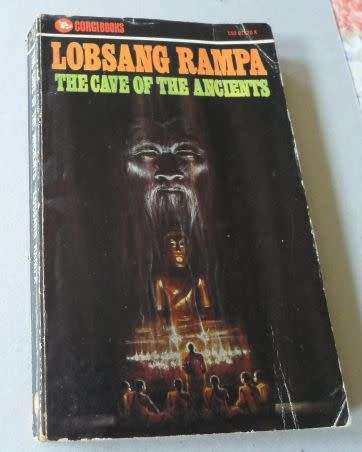 CORGI BOOKS
LOBSANG RAMPA
THE CAVE OF THE ANCIENTS